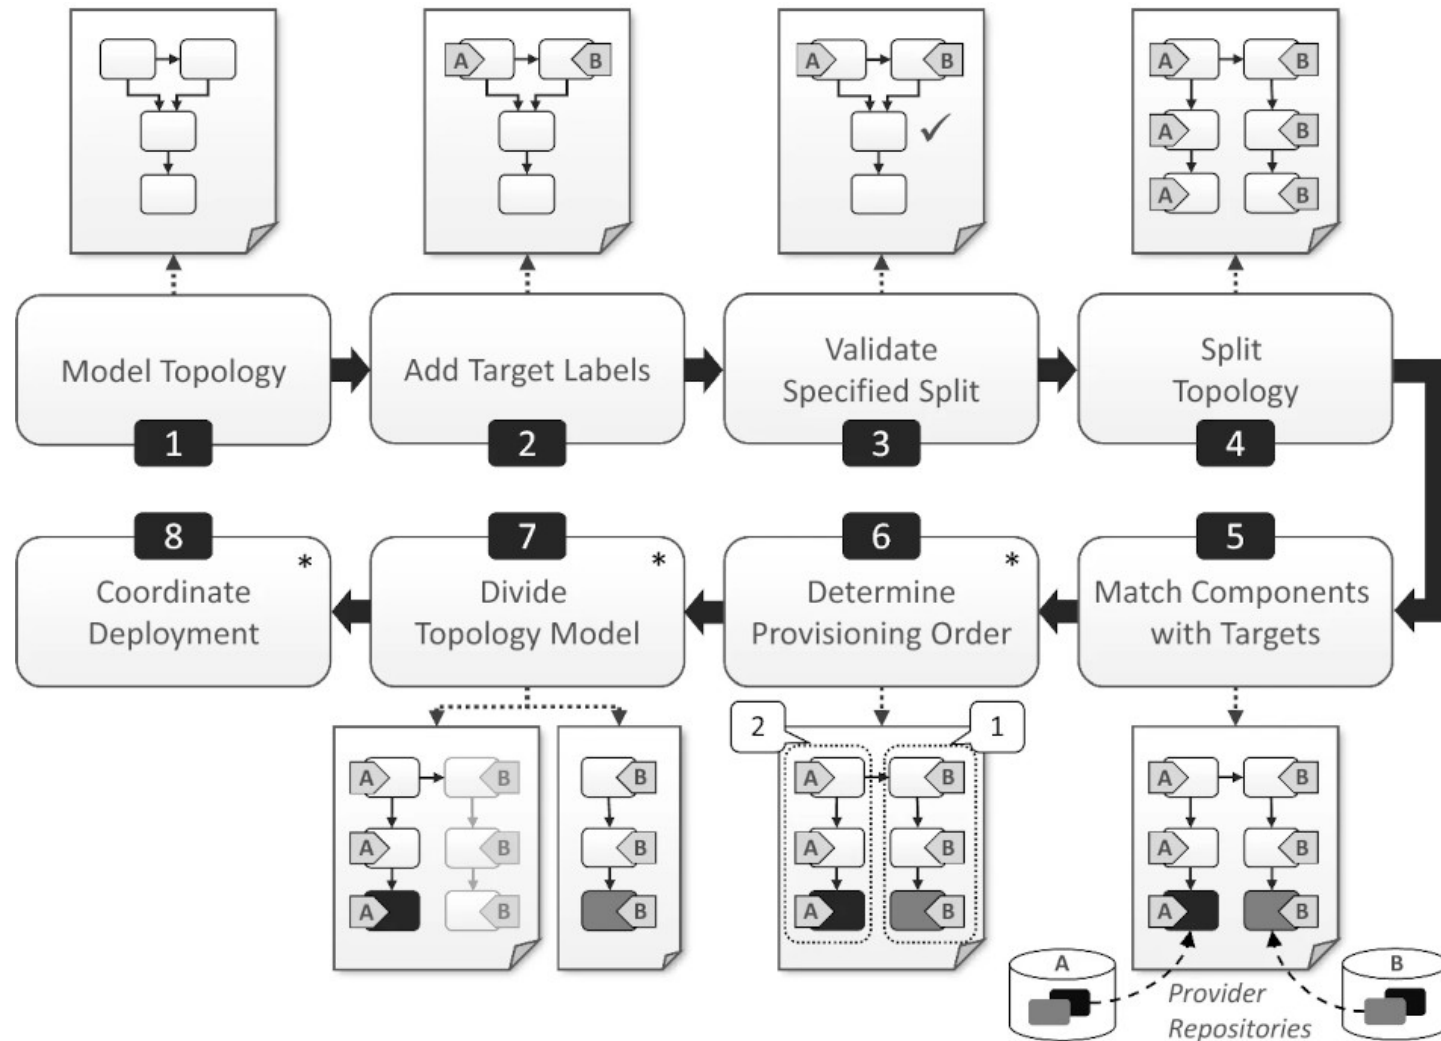 A B
A B
A B
A B
A B
Model Topology
Add Target Labels
Validate
Specified Split
Split
Topology
1
2
3
4
8
7
6
5
*
*
*
Coordinate
Deployment
Divide
Topology Model
Determine
Provisioning Order
Match Components
with Targets
2
1
A B
B
A B
A B
A B
B
A B
A B
A B
B
A B
A B
A
B
Provider
Repositories